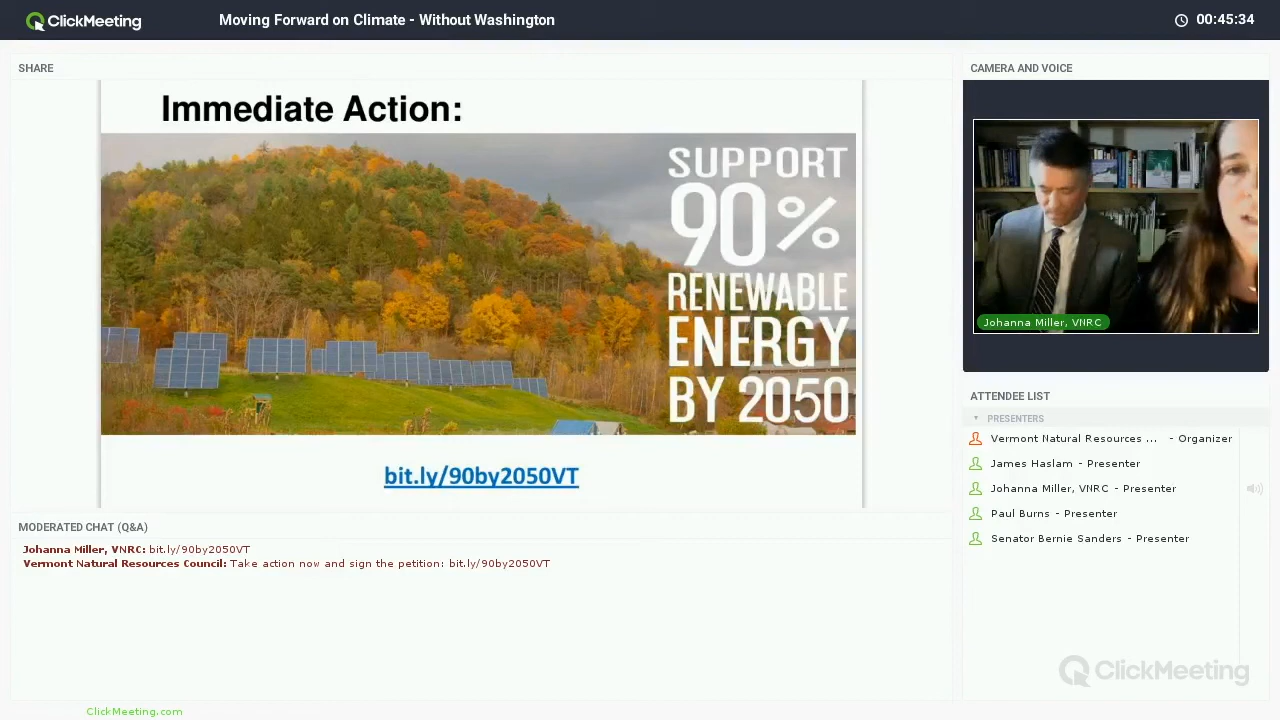 ClickMeeting
Moving Forward on Climate - Without Washington
00:45:34
SHARE
Immediate Action:
SUPPORT
90%
RENEWABLE
ENERGY
BY 2050
bit.ly/90by2050VT
MODERATED CHAT (Q&A)
Johanna Miller, VNRC: bit.ly/90by2050VT
Vermont Natural Resources Council: Take action now and sign the petition: bit.ly/90by2050VT
CAMERA AND VOICE
Johanna Miller, VNRC
ATTENDEE LIST
PRESENTERS
Vermont Natural Resources ... - Organizer
James Haslam - Presenter
Johanna Miller, VNRC - Presenter
Paul Burns - Presenter
Senator Bernie Sanders - Presenter
ClickMeeting
ClickMeeting.com